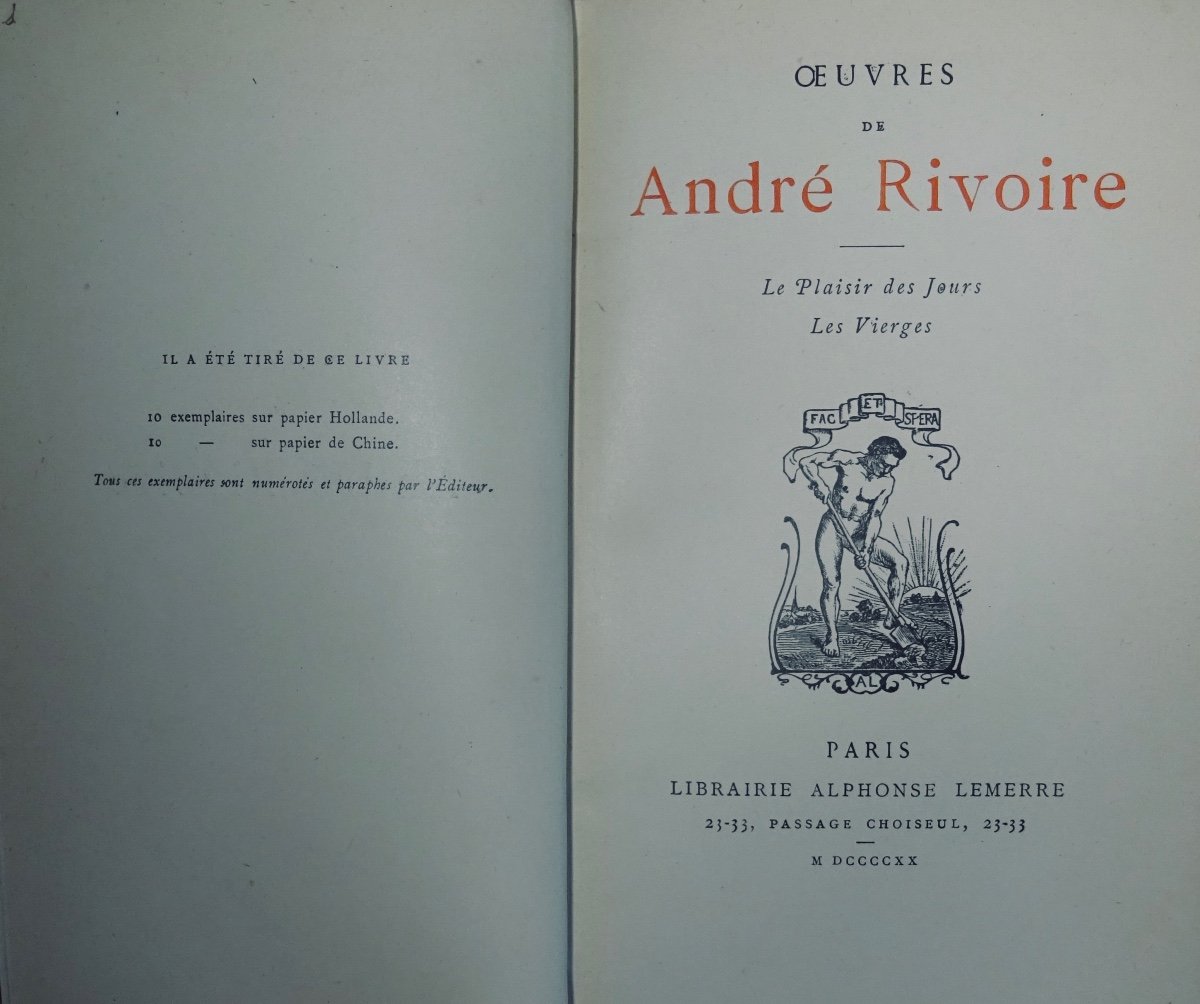 IL A ÉTÉ TIRÉ DE CE LIVRE
10 exemplaires sur papier Hollande.
10 — sur papier de Chine.
Tous ces exemplaires sont numérotés et paraphes par l'Éditeur.
ŒUVRES
DE
André Rivoire
Le Plaisir des Jours
Les Vierges
FAC ET SPERA
AL
PARIS
LIBRAIRIE ALPHONSE LEMERRE
23-33, PASSAGE CHOISEUL, 23-33
M DCCCCXX